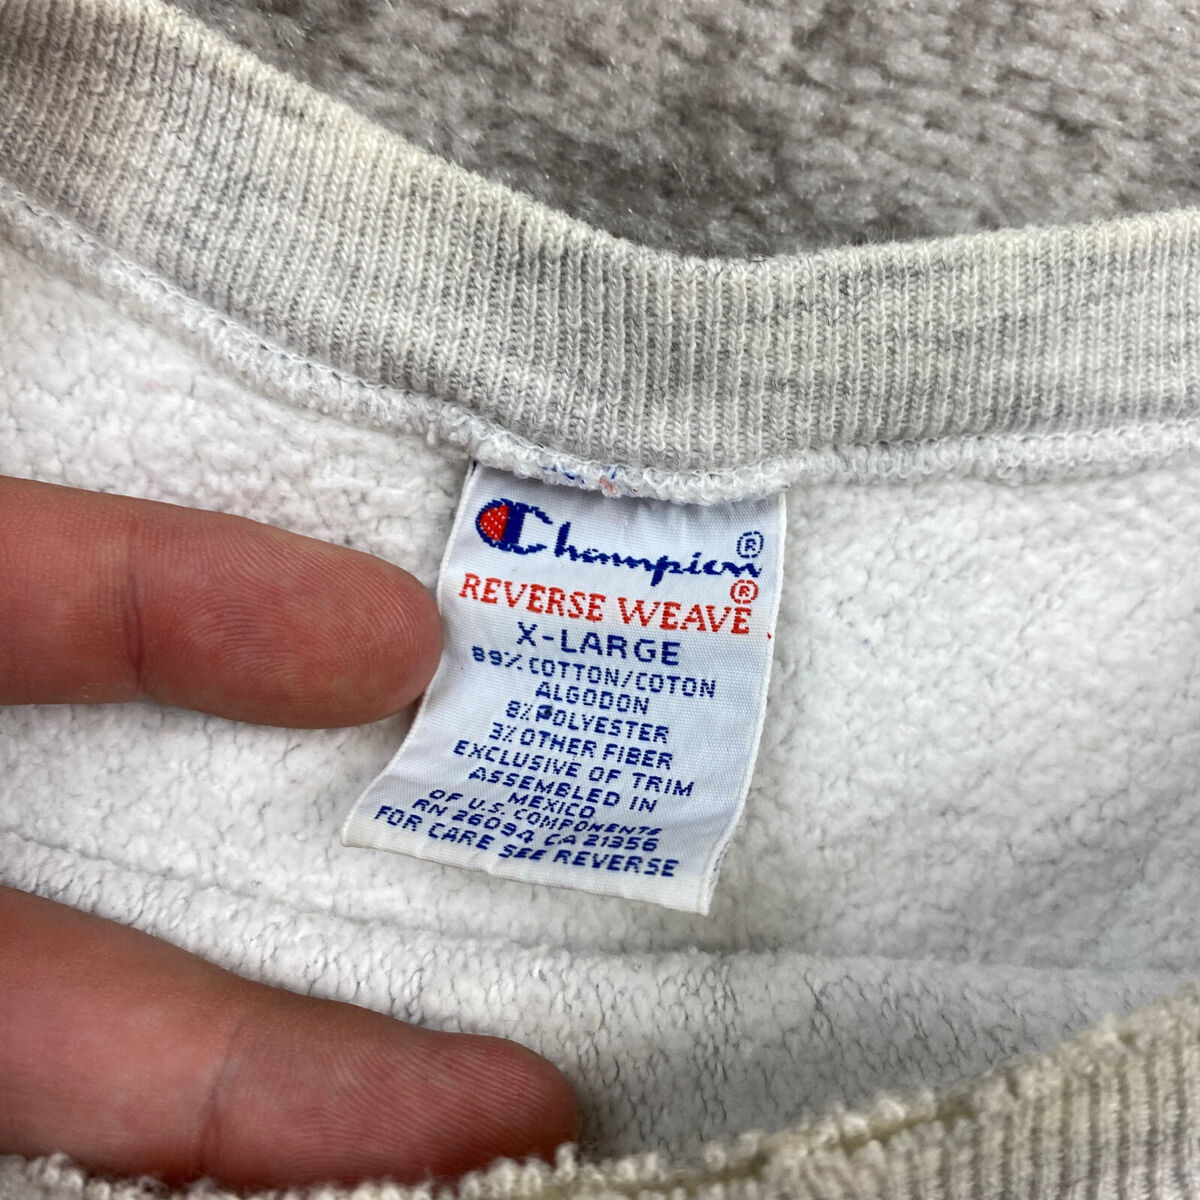 Champion®
REVERSE WEAVE®
X-LARGE
89% COTTON/COTON
ALGODON
8% POLYESTER
3% OTHER FIBER
EXCLUSIVE OF TRIM
ASSEMBLED IN
MEXICO
OF U.S. COMPONENTS
RN 26094 CA 21356
FOR CARE SEE REVERSE